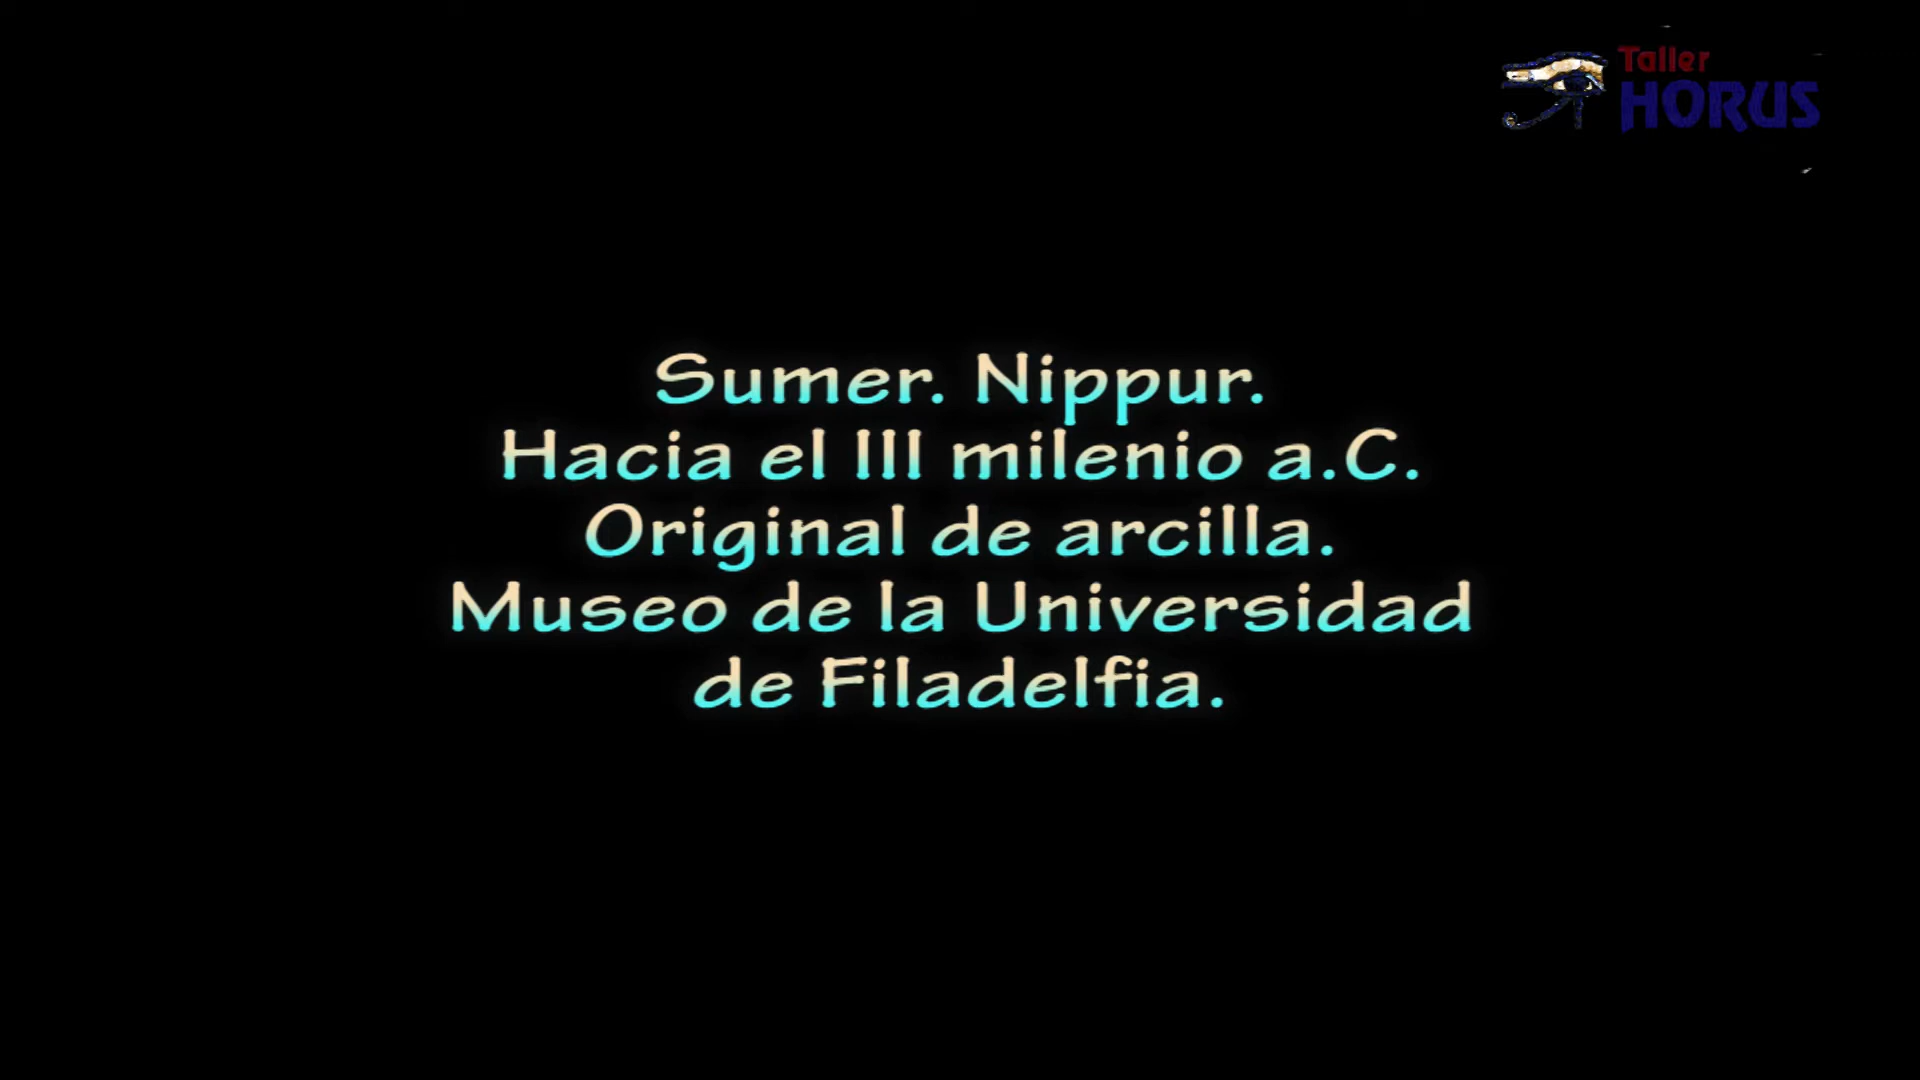 Taller
HORUS
Sumer. Nippur.
Hacia el III milenio a.C.
Original de arcilla.
Museo de la Universidad
de Filadelfia.